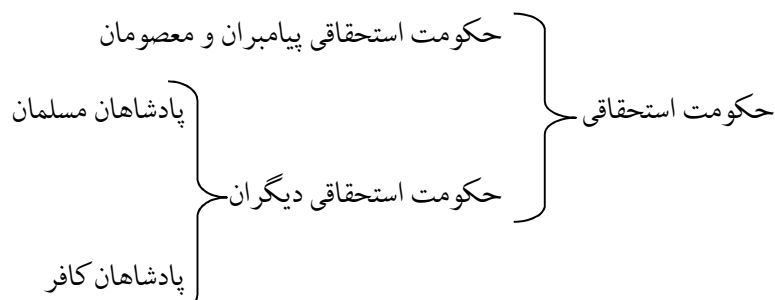 حکومت استحقاقی پیامبران و معصومان
حکومت استحقاقی
پادشاهان مسلمان
حکومت استحقاقی دیگران
پادشاهان کافر